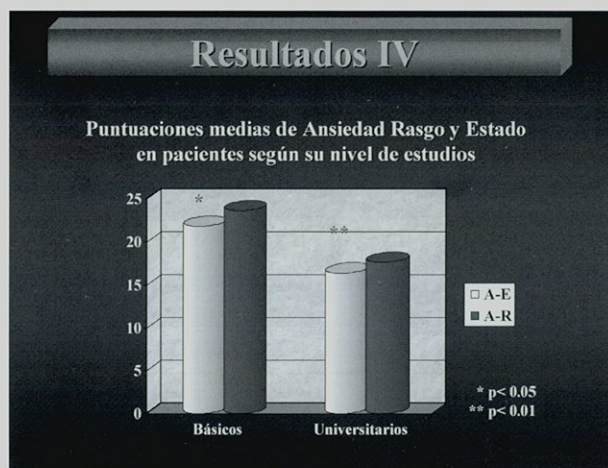 Resultados IV
Puntuaciones medias de Ansiedad Rasgo y Estado
en pacientes según su nivel de estudios
25
20
15
10
5
0
*
**
Básicos
Universitarios
A-E
A-R
* p< 0.05
** p< 0.01